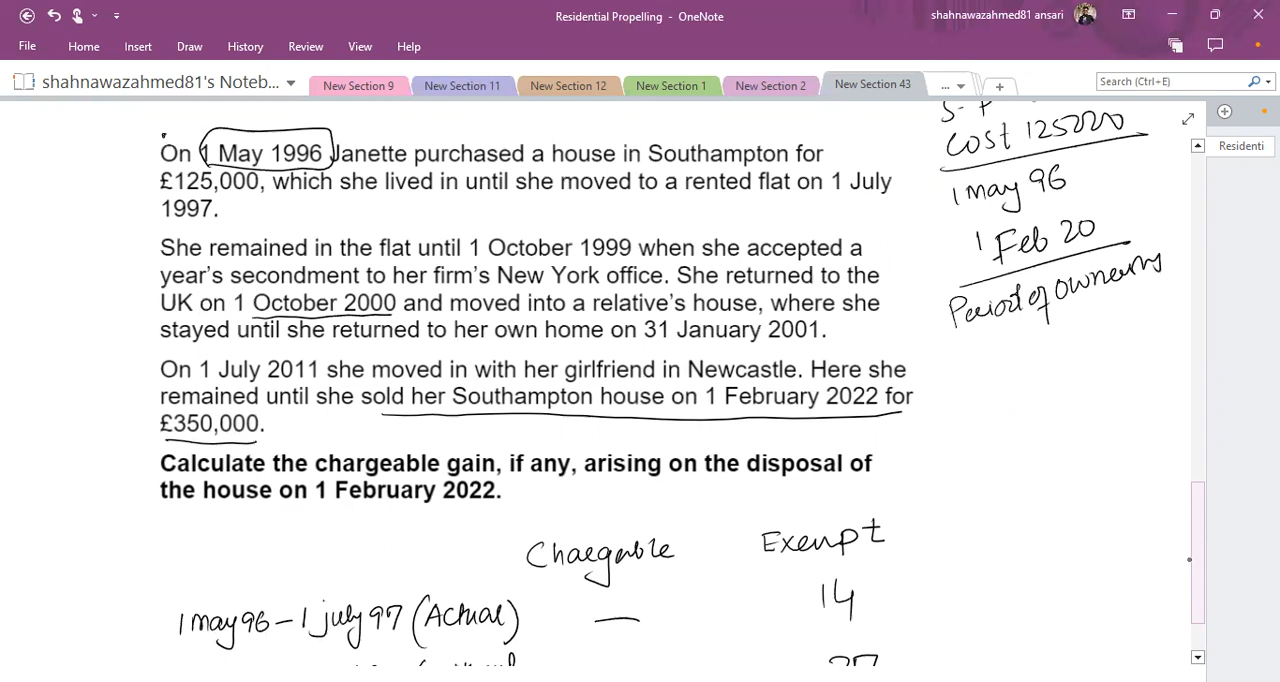 Residential Propelling - OneNote
shahnawazahmed81 ansari
File Home Insert Draw History Review View Help
shahnawazahmed81's Noteb...
New Section 9
New Section 11
New Section 12
New Section 1
New Section 2
New Section 43
...
Search (Ctrl+E)
Residenti
On 1 May 1996 Janette purchased a house in Southampton for
£125,000, which she lived in until she moved to a rented flat on 1 July
1997.
She remained in the flat until 1 October 1999 when she accepted a
year's secondment to her firm's New York office. She returned to the
UK on 1 October 2000 and moved into a relative's house, where she
stayed until she returned to her own home on 31 January 2001.
On 1 July 2011 she moved in with her girlfriend in Newcastle. Here she
remained until she sold her Southampton house on 1 February 2022 for
£350,000.
Calculate the chargeable gain, if any, arising on the disposal of
the house on 1 February 2022.
S.P
Cost 125000
1 may 96
1 Feb 20
Period of
Chargable Exenpt
1 may 96 - 1 july 97 (Actual) — 14